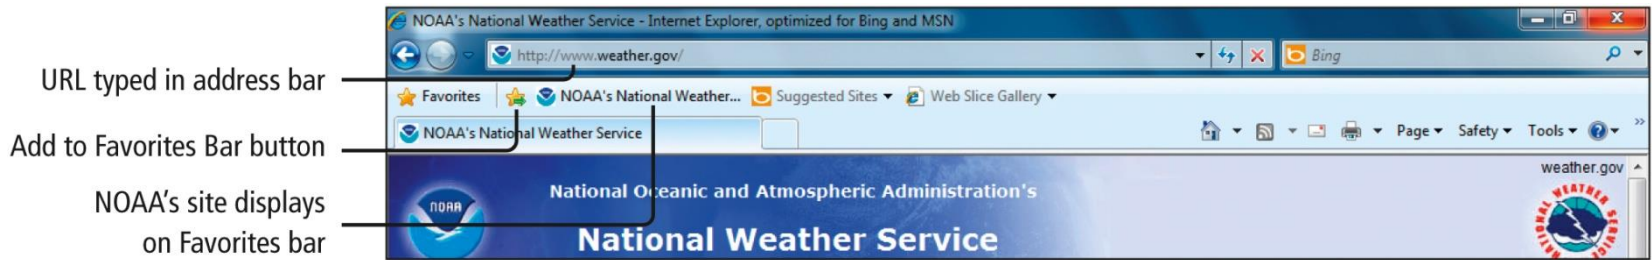 NOAA's National Weather Service - Internet Explorer, optimized for Bing and MSN
http://www.weather.gov/
Bing
URL typed in address bar
Favorites NOAA's National Weather... Suggested Sites Web Slice Gallery
NOAA's National Weather Service
Page Safety Tools
Add to Favorites Bar button
weather.gov
National Oceanic and Atmospheric Administration's
NOAA
NOAA's site displays
on Favorites bar
National Weather Service
NATIONAL WEATHER SERVICE